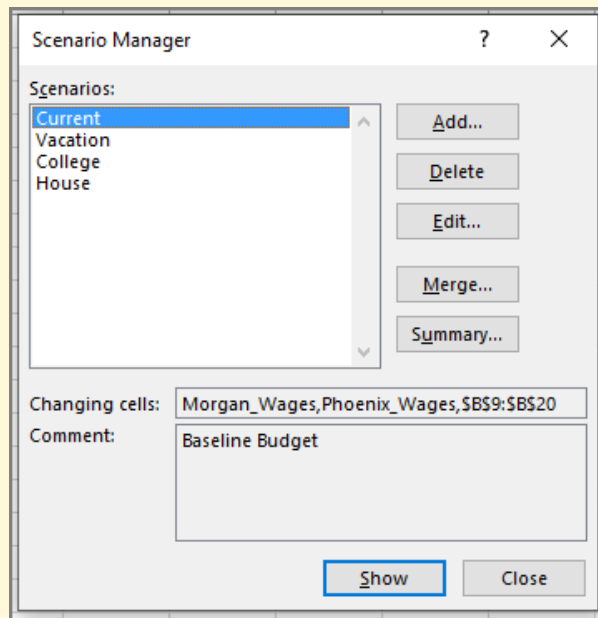 Scenario Manager ? ×
Scenarios:
Current
Vacation
College
House
Add...
Delete
Edit...
Merge...
Summary...
Changing cells: Morgan_Wages,Phoenix_Wages,$B$9:$B$20
Comment: Baseline Budget
Show Close